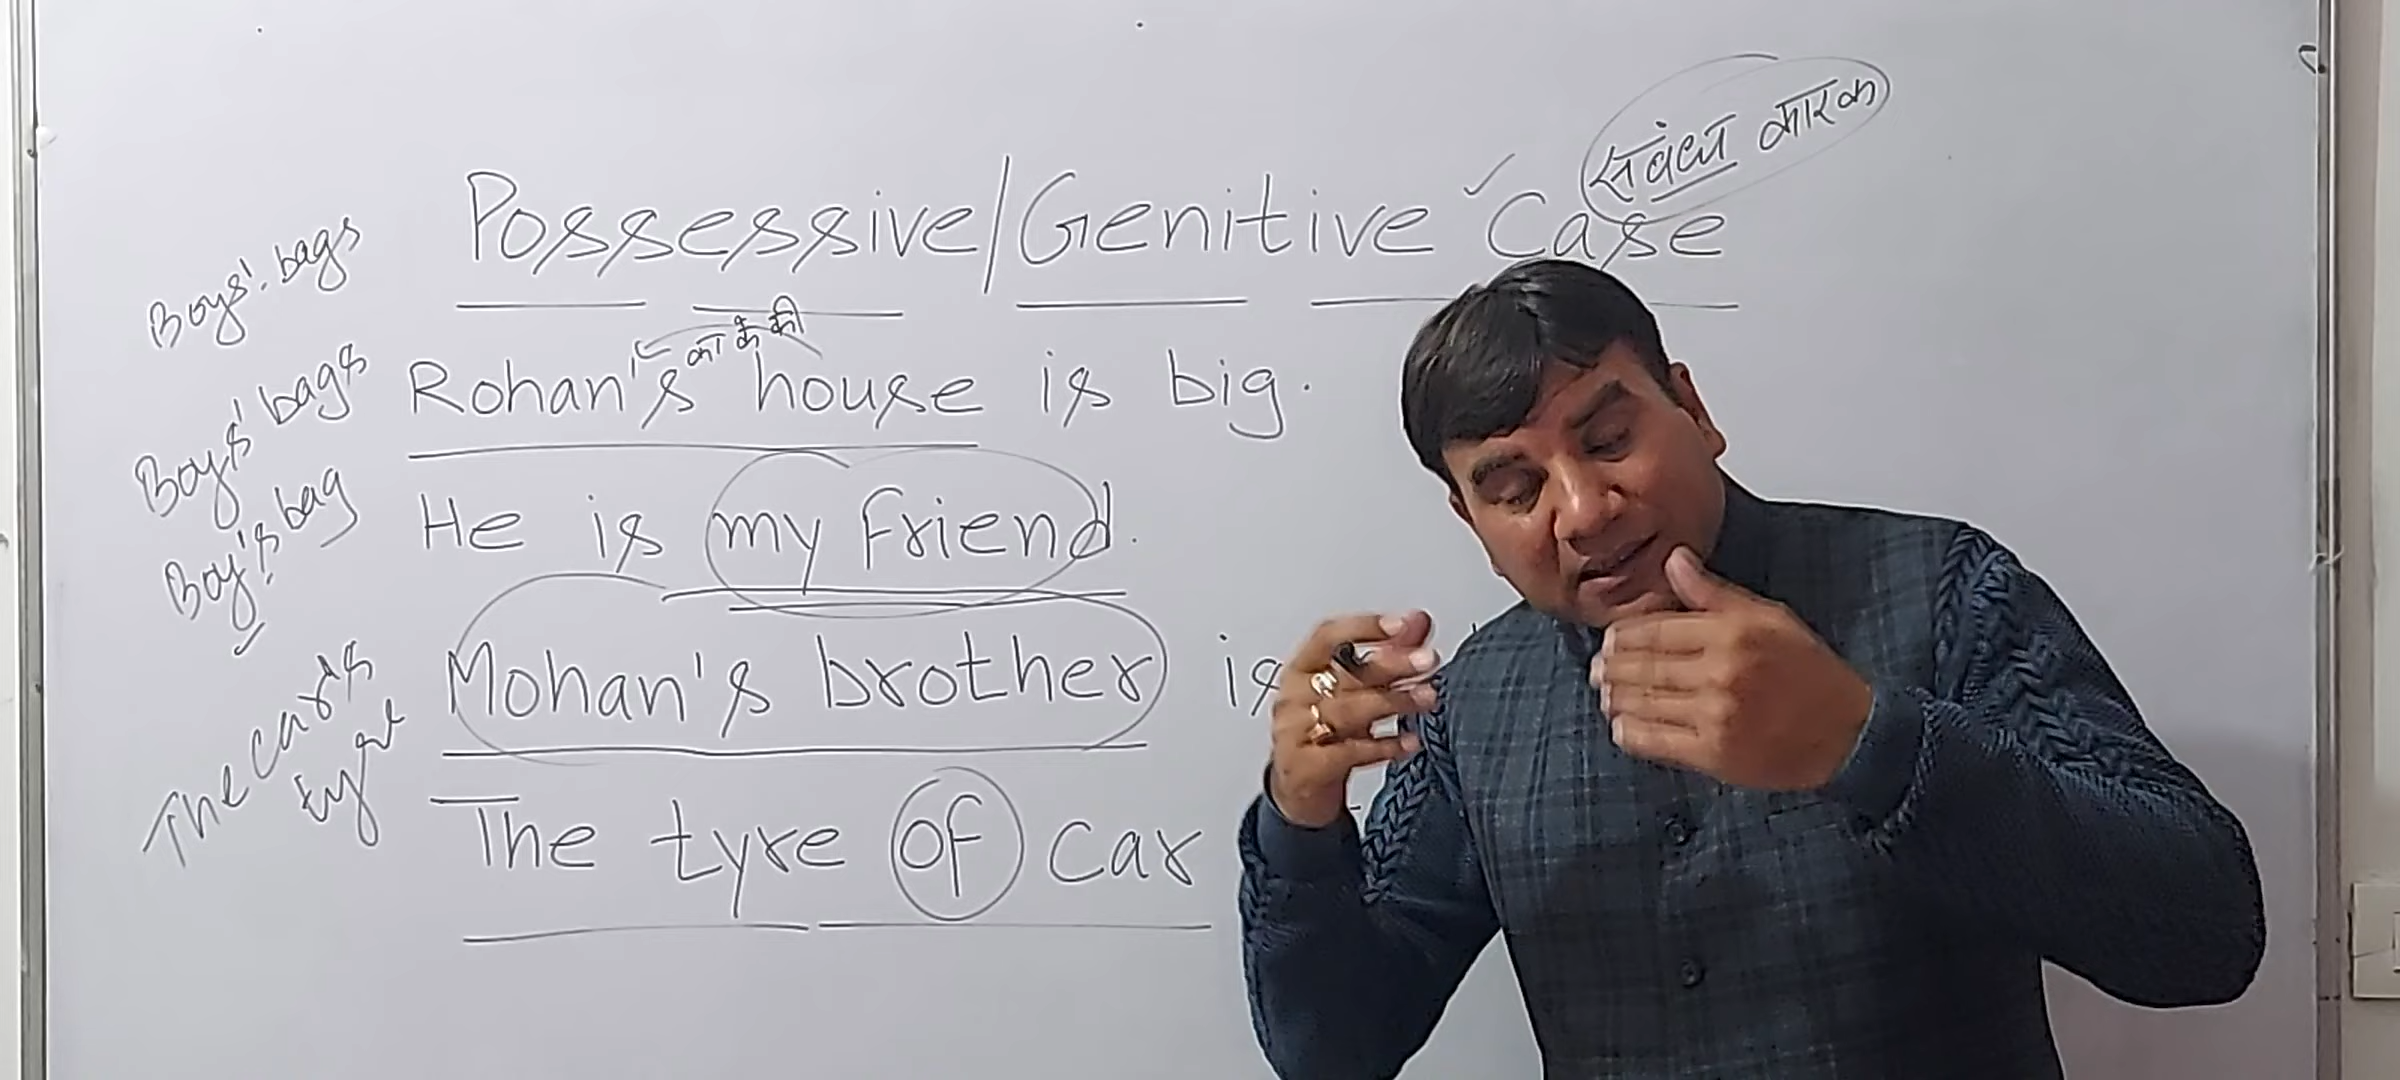 संबंध कारक
Possessive/Genitive Case
का के की
Rohan's house is big.
He is my friend.
Mohan's brother is
The tyre of car
Boys' bags
Boys' bags
Boy's bag
The car's
tyre